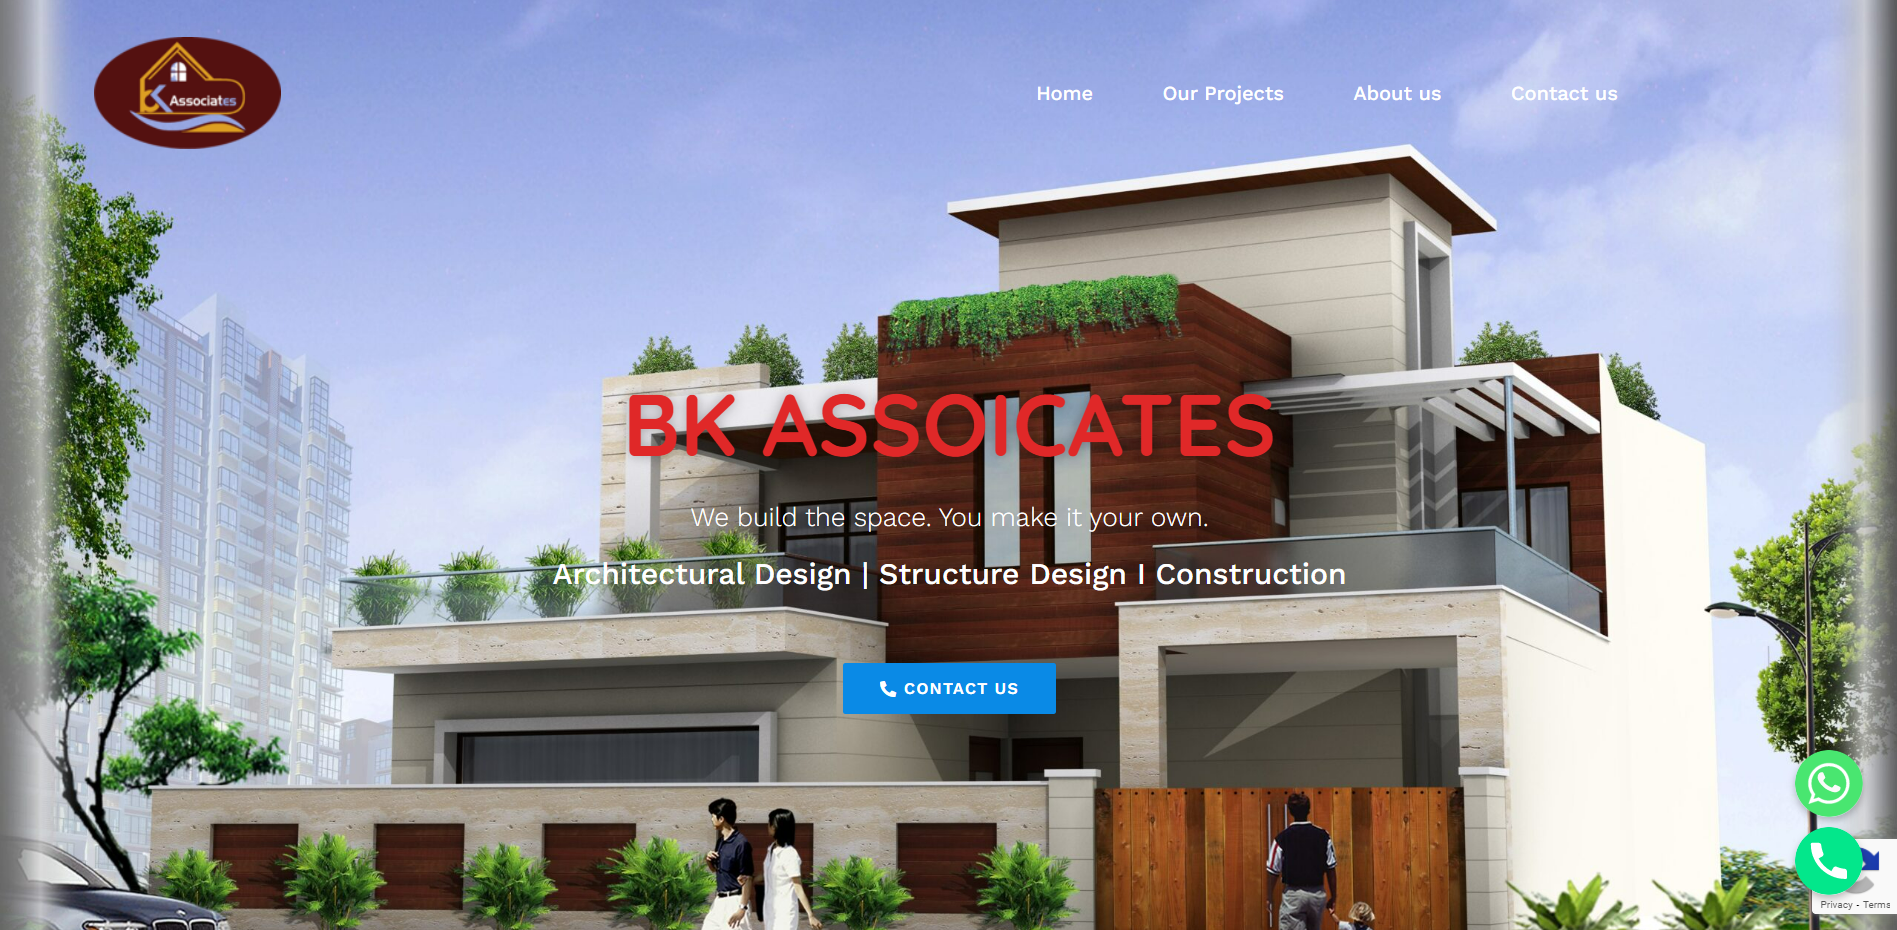 K Associates
Home Our Projects About us Contact us
BK ASSOICATES
We build the space. You make it your own.
Architectural Design | Structure Design I Construction
CONTACT US
Privacy - Terms